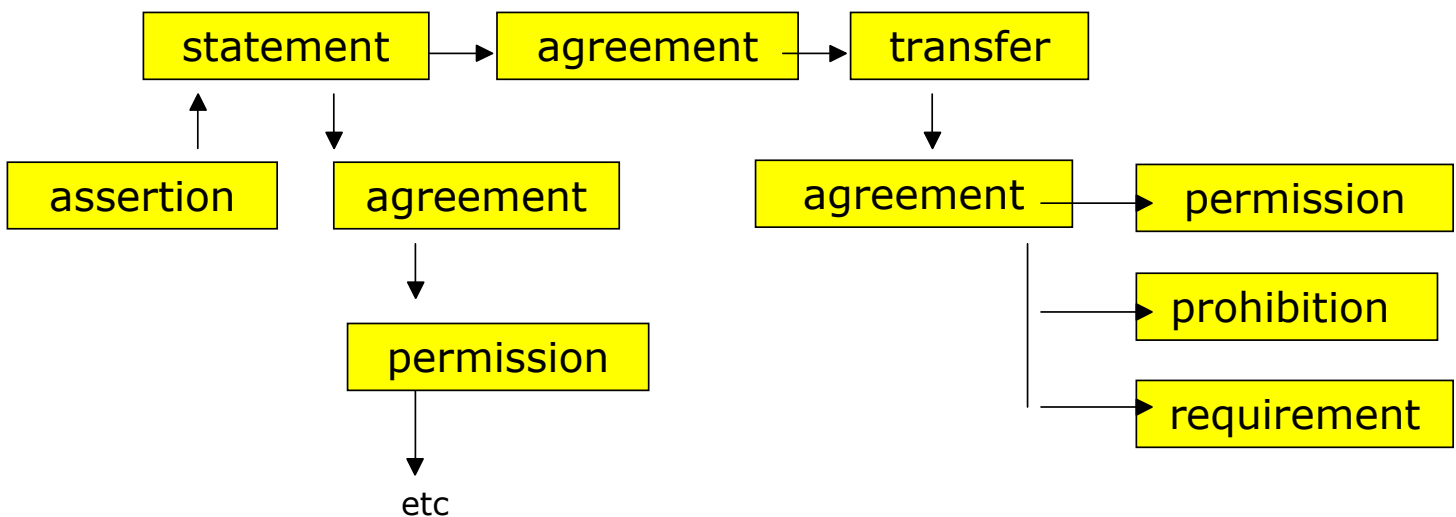 statement
agreement
transfer
assertion
agreement
agreement
permission
prohibition
permission
requirement
etc